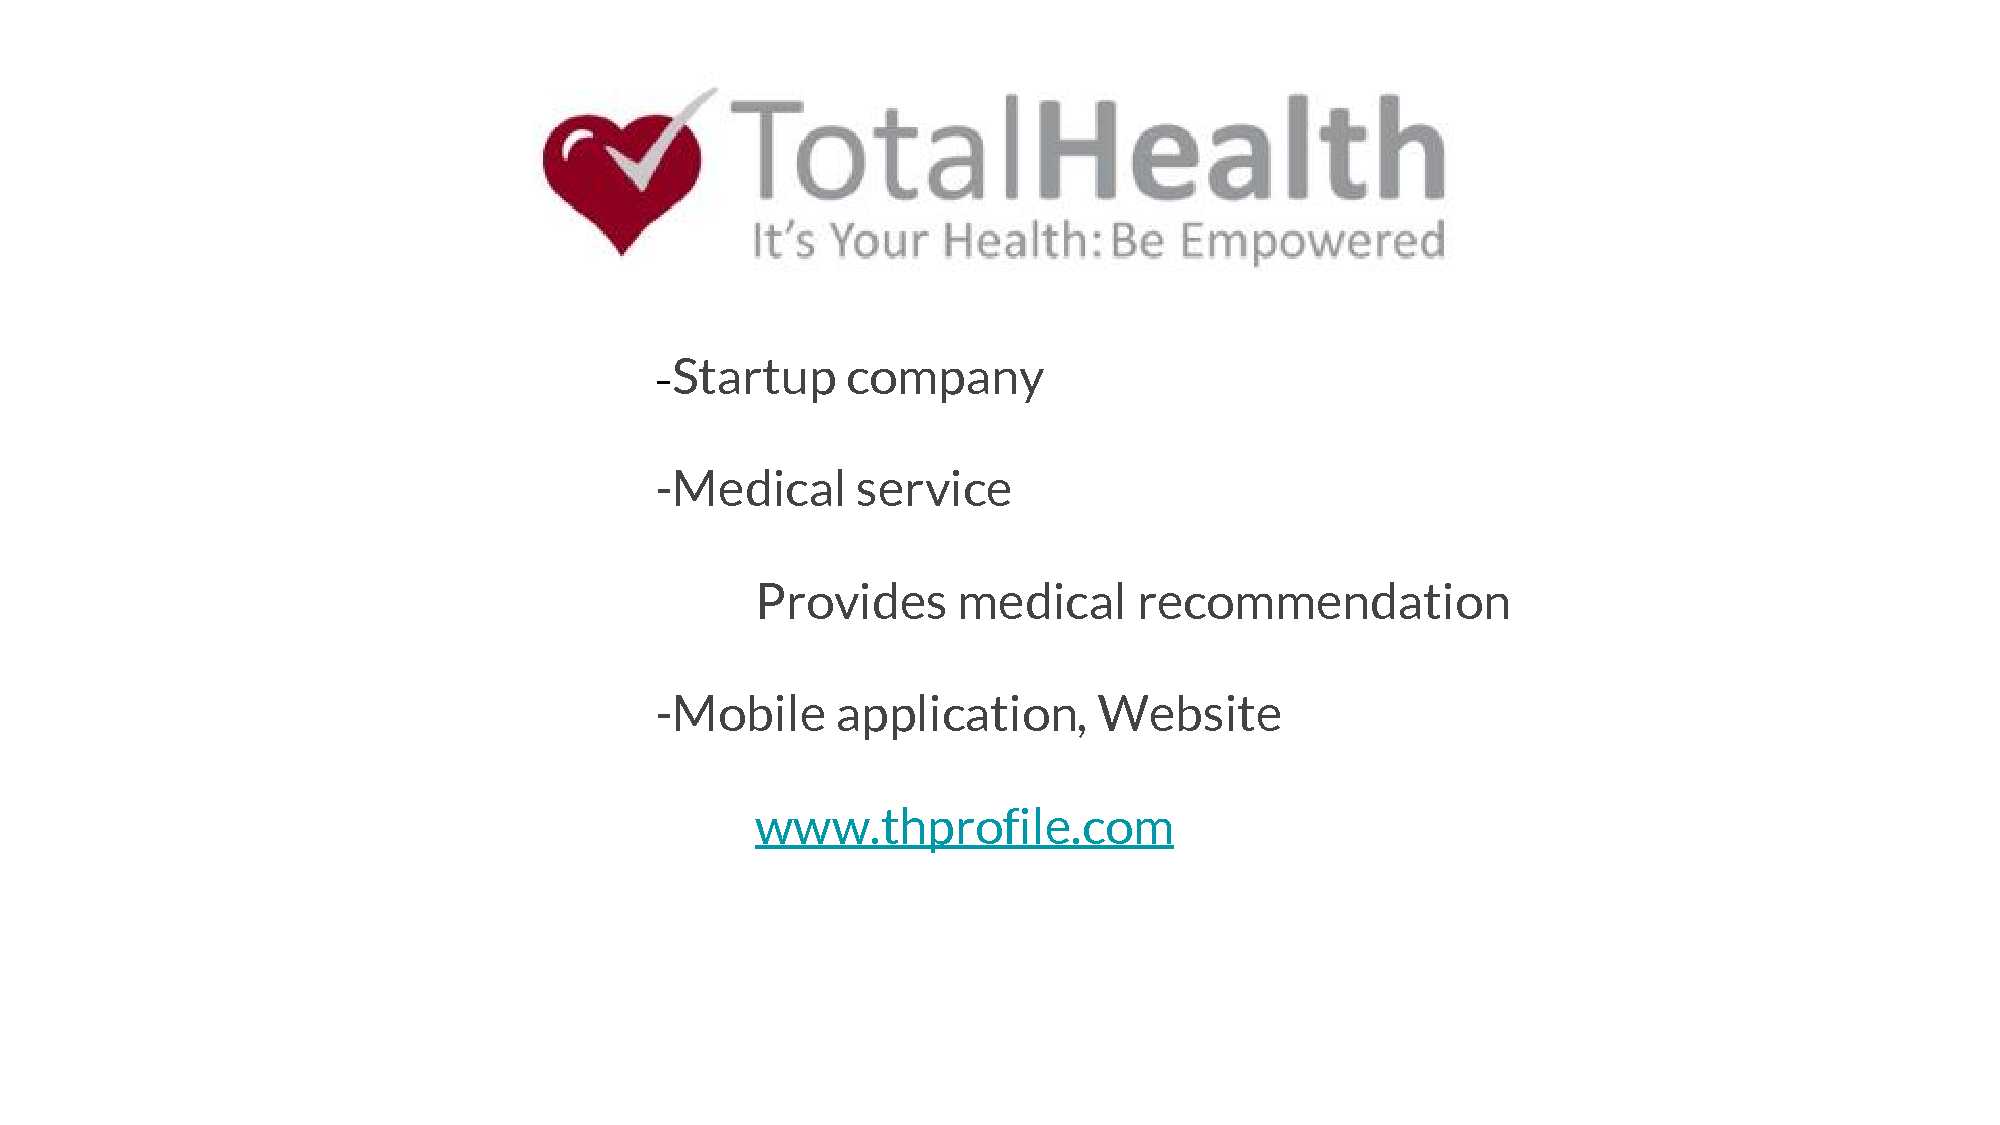 TotalHealth
It's Your Health: Be Empowered
-Startup company
-Medical service
Provides medical recommendation
-Mobile application, Website
www.thprofile.com